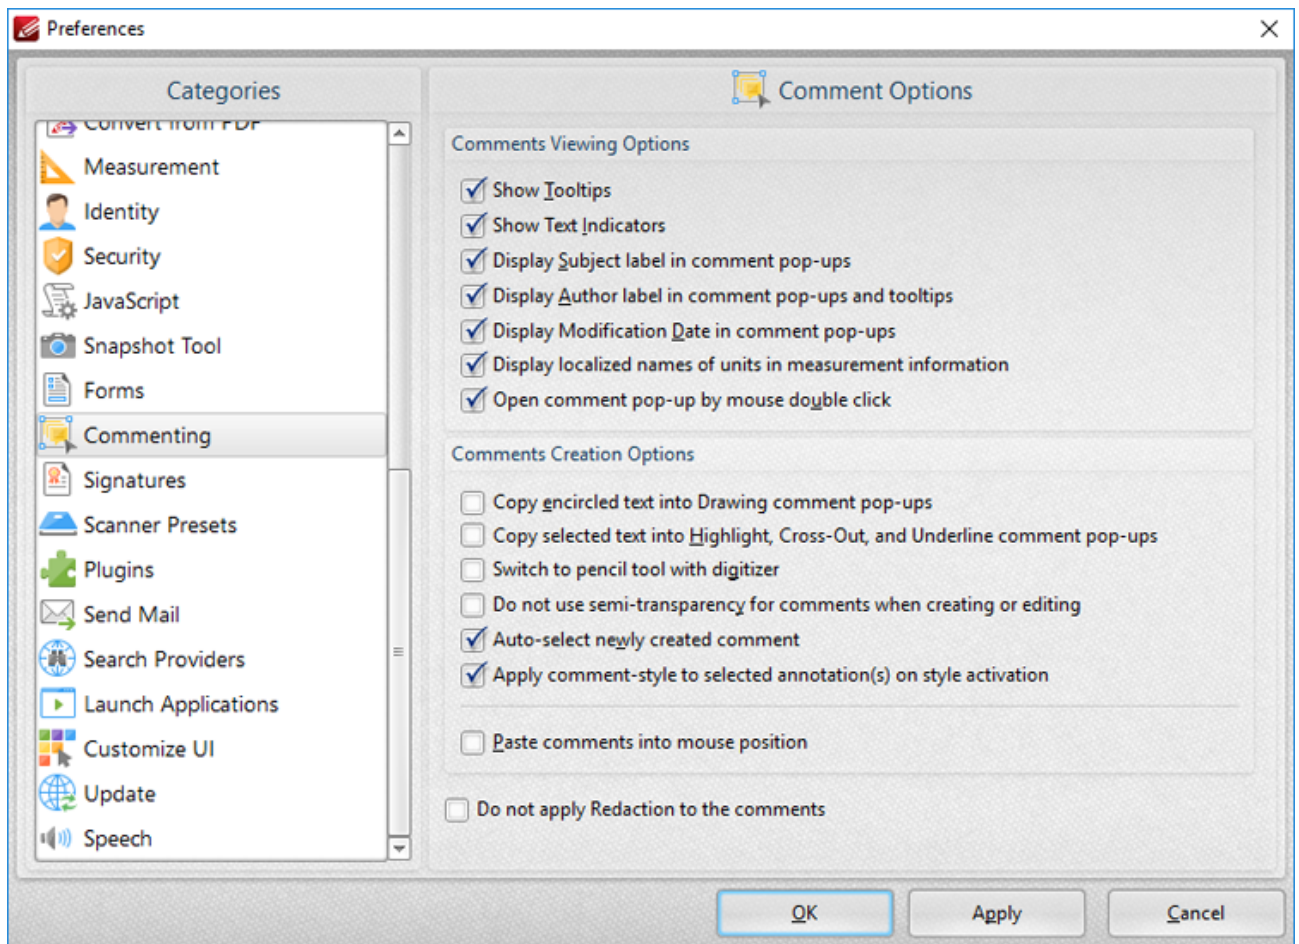 Preferences
Categories
Convert from PDF
Measurement
Identity
Security
JavaScript
Snapshot Tool
Forms
Commenting
Signatures
Scanner Presets
Plugins
Send Mail
Search Providers
Launch Applications
Customize UI
Update
Speech
Comment Options
Comments Viewing Options
Show Tooltips
Show Text Indicators
Display Subject label in comment pop-ups
Display Author label in comment pop-ups and tooltips
Display Modification Date in comment pop-ups
Display localized names of units in measurement information
Open comment pop-up by mouse double click
Comments Creation Options
Copy encircled text into Drawing comment pop-ups
Copy selected text into Highlight, Cross-Out, and Underline comment pop-ups
Switch to pencil tool with digitizer
Do not use semi-transparency for comments when creating or editing
Auto-select newly created comment
Apply comment-style to selected annotation(s) on style activation
Paste comments into mouse position
Do not apply Redaction to the comments
OK
Apply
Cancel